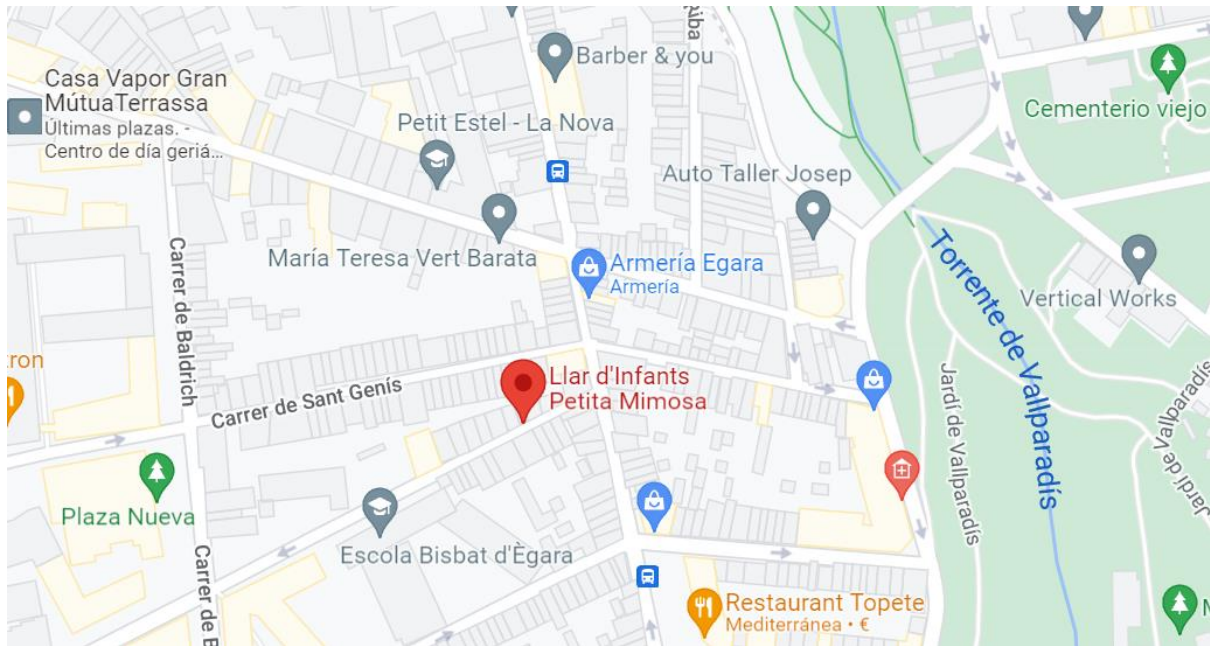 Casa Vapor Gran
MútuaTerrassa
Últimas plazas. -
Centro de día geriá...
Barber & you
Petit Estel - La Nova
Auto Taller Josep
Cementerio viejo
María Teresa Vert Barata
Armería Egara
Armería
Torrente de Vallparadís
Vertical Works
Carrer de Baldrich
tron
Carrer de Sant Genís
Llar d'Infants
Petita Mimosa
Jardí de Vallparadís
Jardí de Vallparadís
Plaza Nueva
Escola Bisbat d'Ègara
Carrer de B
Restaurant Topete
Mediterránea • €